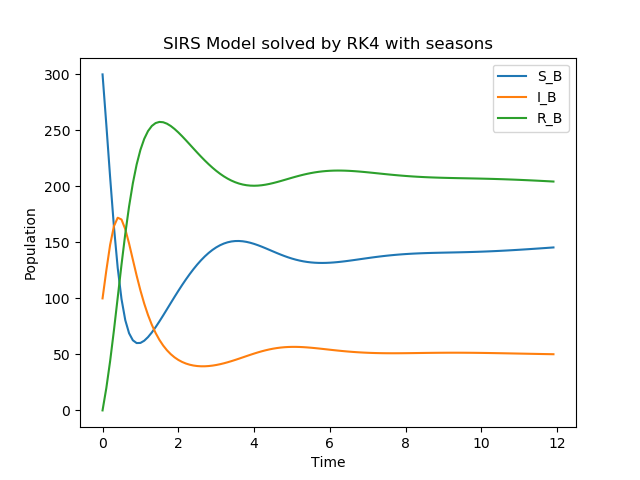 SIRS Model solved by RK4 with seasons
S_B
I_B
R_B
300
250
200
150
100
50
0
Population
0 2 4 6 8 10 12
Time